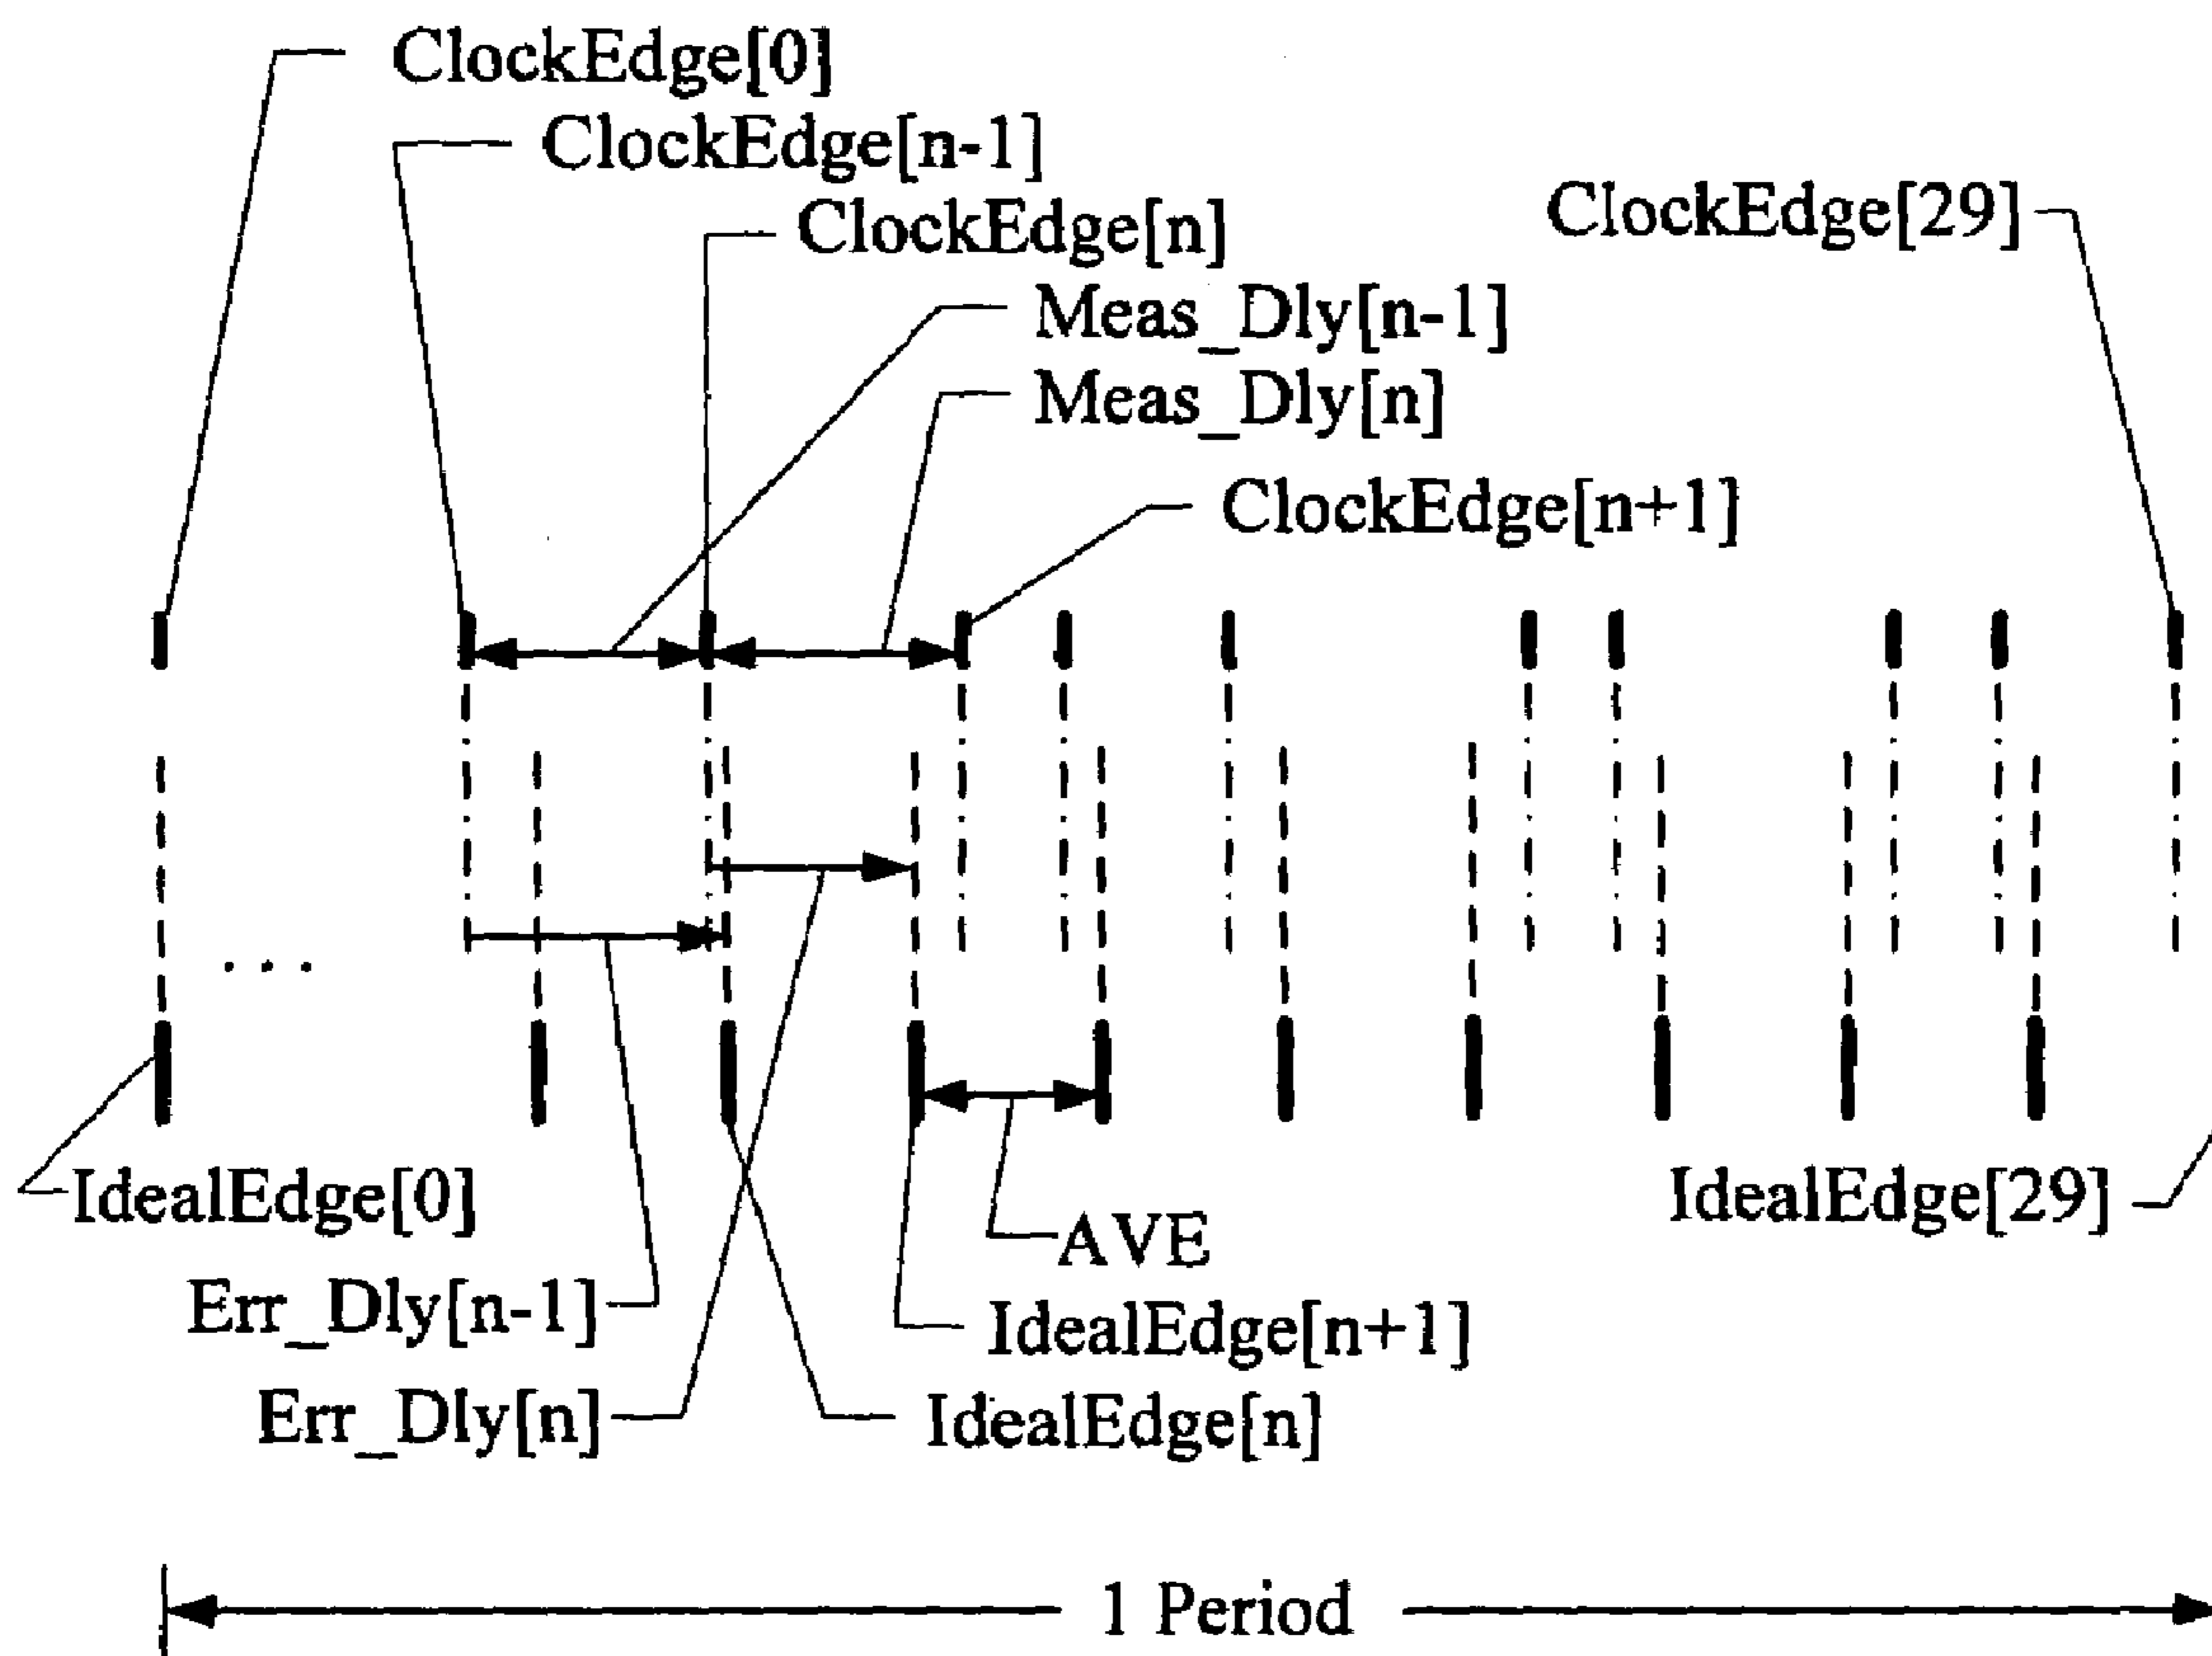 ClockEdge[0]
ClockEdge[n-1]
ClockEdge[29]
ClockEdge[n]
Meas_Dly[n-1]
Meas_Dly[n]
ClockEdge[n+1]
. . .
IdealEdge[0]
IdealEdge[29]
AVE
Err_Dly[n-1]
IdealEdge[n+1]
Err_Dly[n]
IdealEdge[n]
1 Period